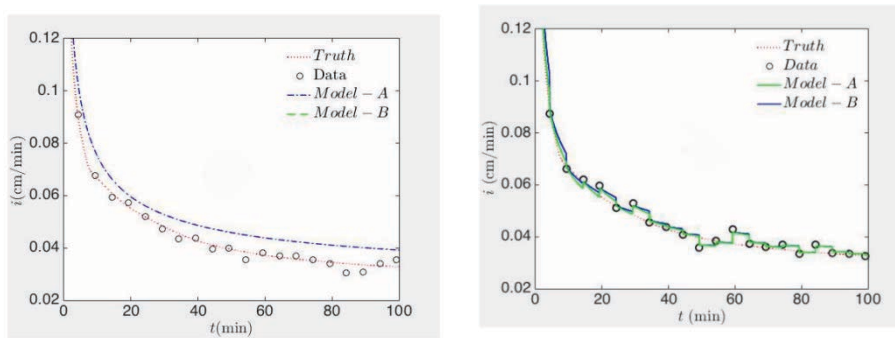 0.12
0.1
0.08
0.06
0.04
0.02
0 20 40 60 80 100
i(cm/min)
t(min)
Truth
Data
Model − A
Model − B
0.12
0.1
0.08
0.06
0.04
0.02
0 20 40 60 80 100
i (cm/min)
t (min)
Truth
Data
Model − A
Model − B